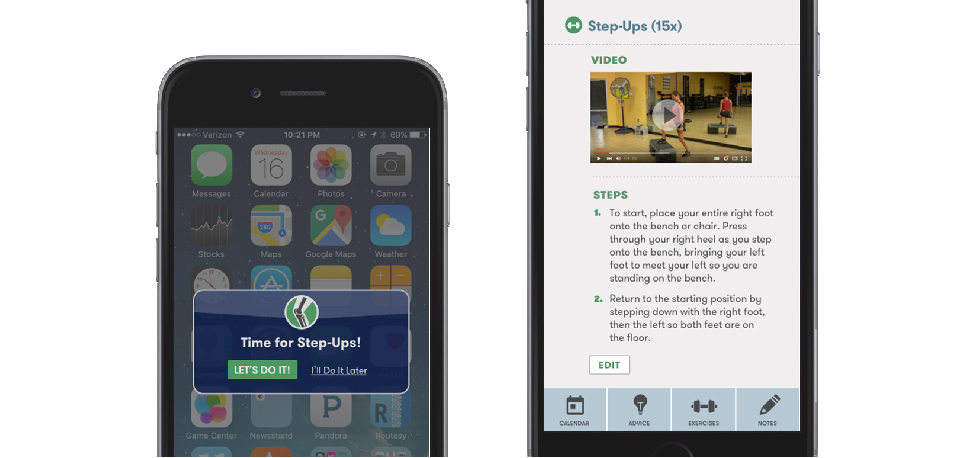 Verizon 10:21 PM 69%
Wednesday
16
Messages Calendar Photos Camera
280
G
Stocks Maps Google Maps Weather
Time for Step-Ups!
LET'S DO IT! I'll Do It Later
P R
Game Center Newsstand Pandora Routesy
Step-Ups (15x)
VIDEO
STEPS
1. To start, place your entire right foot
onto the bench or chair. Press
through your right heel as you step
onto the bench, bringing your left
foot to meet your left so you are
standing on the bench.
2. Return to the starting position by
stepping down with the right foot,
then the left so both feet are on
the floor.
EDIT
CALENDAR ADVICE EXERCISES NOTES